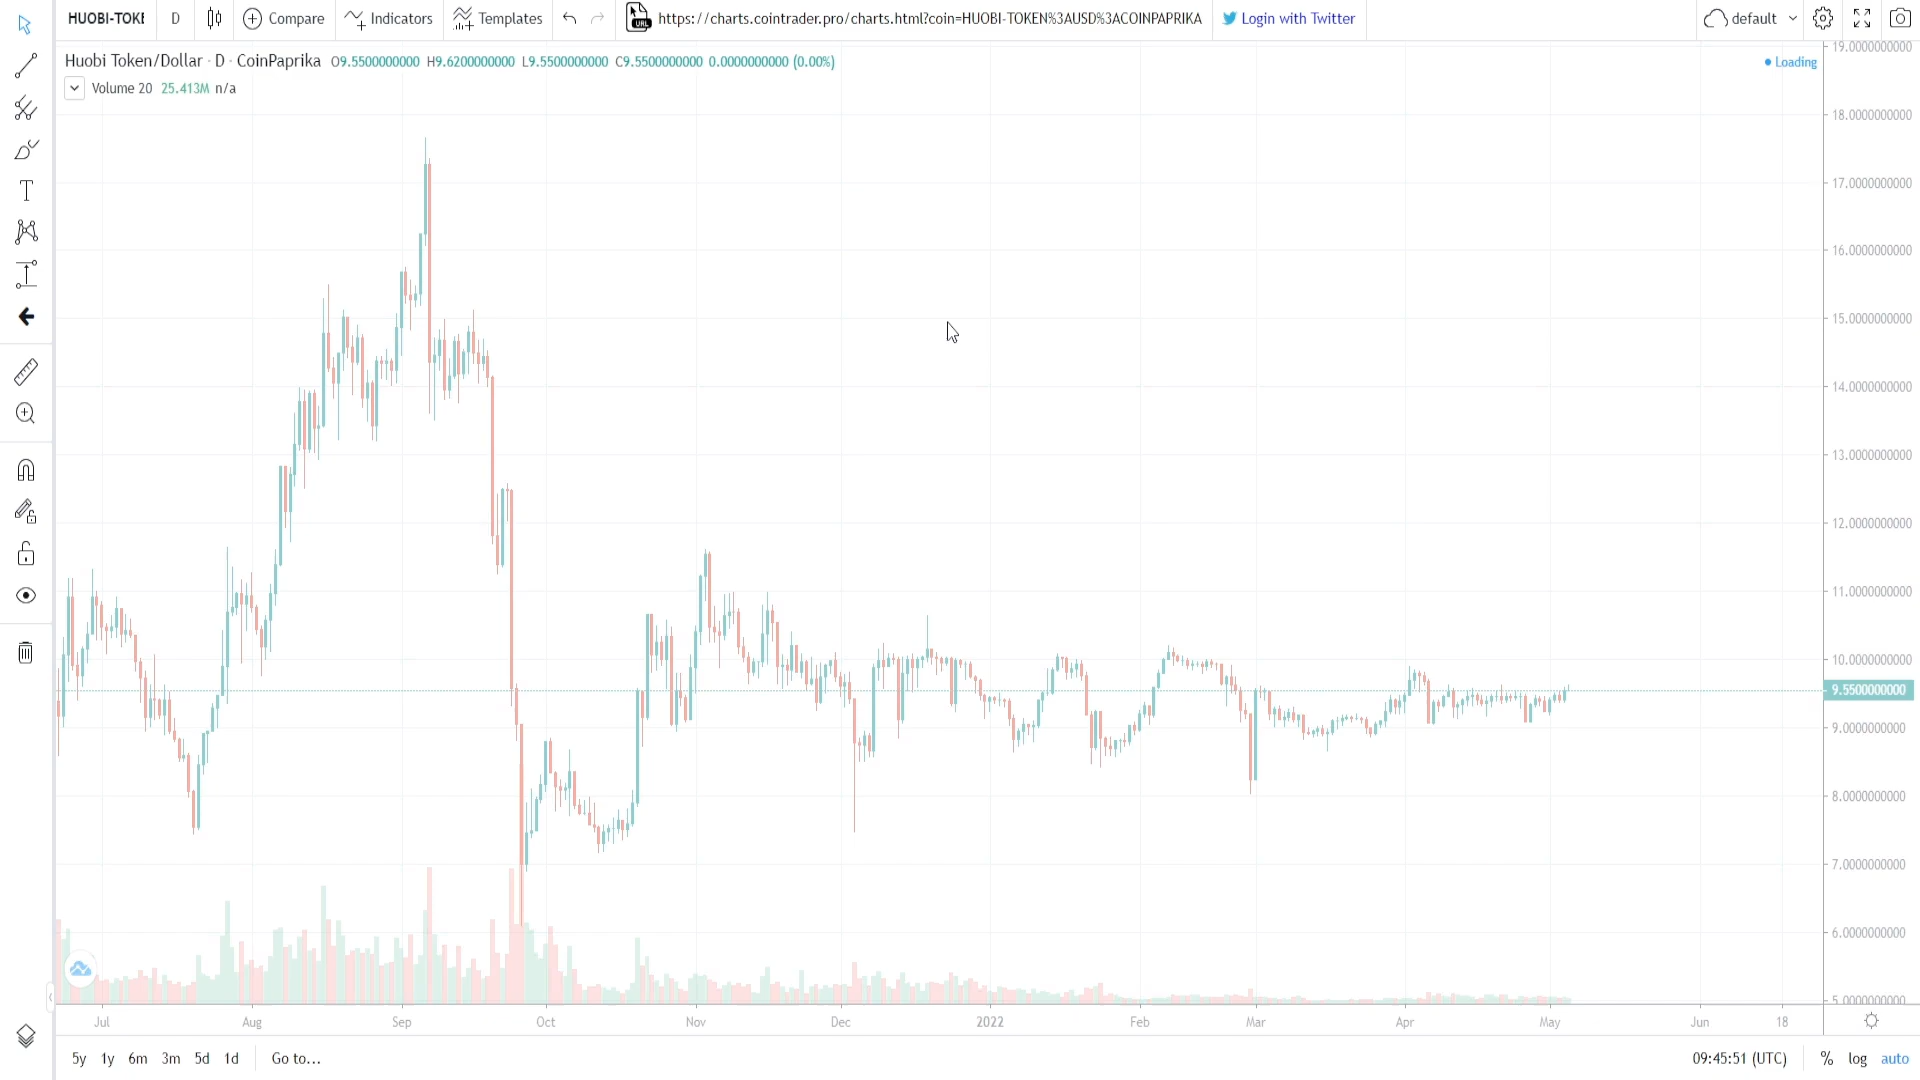 HUOBI-TOKE D Compare Indicators Templates URL https://charts.cointrader.pro/charts.html?coin=HUOBI-TOKEN%3AUSD%3ACOINPAPRIKA Login with Twitter default
Huobi Token/Dollar · D · CoinPaprika O9.5500000000 H9.6200000000 L9.5500000000 C9.5500000000 0.0000000000 (0.00%)
Loading
Volume 20 25.413M n/a
19.0000000000
18.0000000000
17.0000000000
16.0000000000
15.0000000000
14.0000000000
13.0000000000
12.0000000000
11.0000000000
10.0000000000
9.5500000000
9.0000000000
8.0000000000
7.0000000000
6.0000000000
5.0000000000
Jul Aug Sep Oct Nov Dec 2022 Feb Mar Apr May Jun 18
5y 1y 6m 3m 5d 1d Go to... 09:45:51 (UTC) % log auto